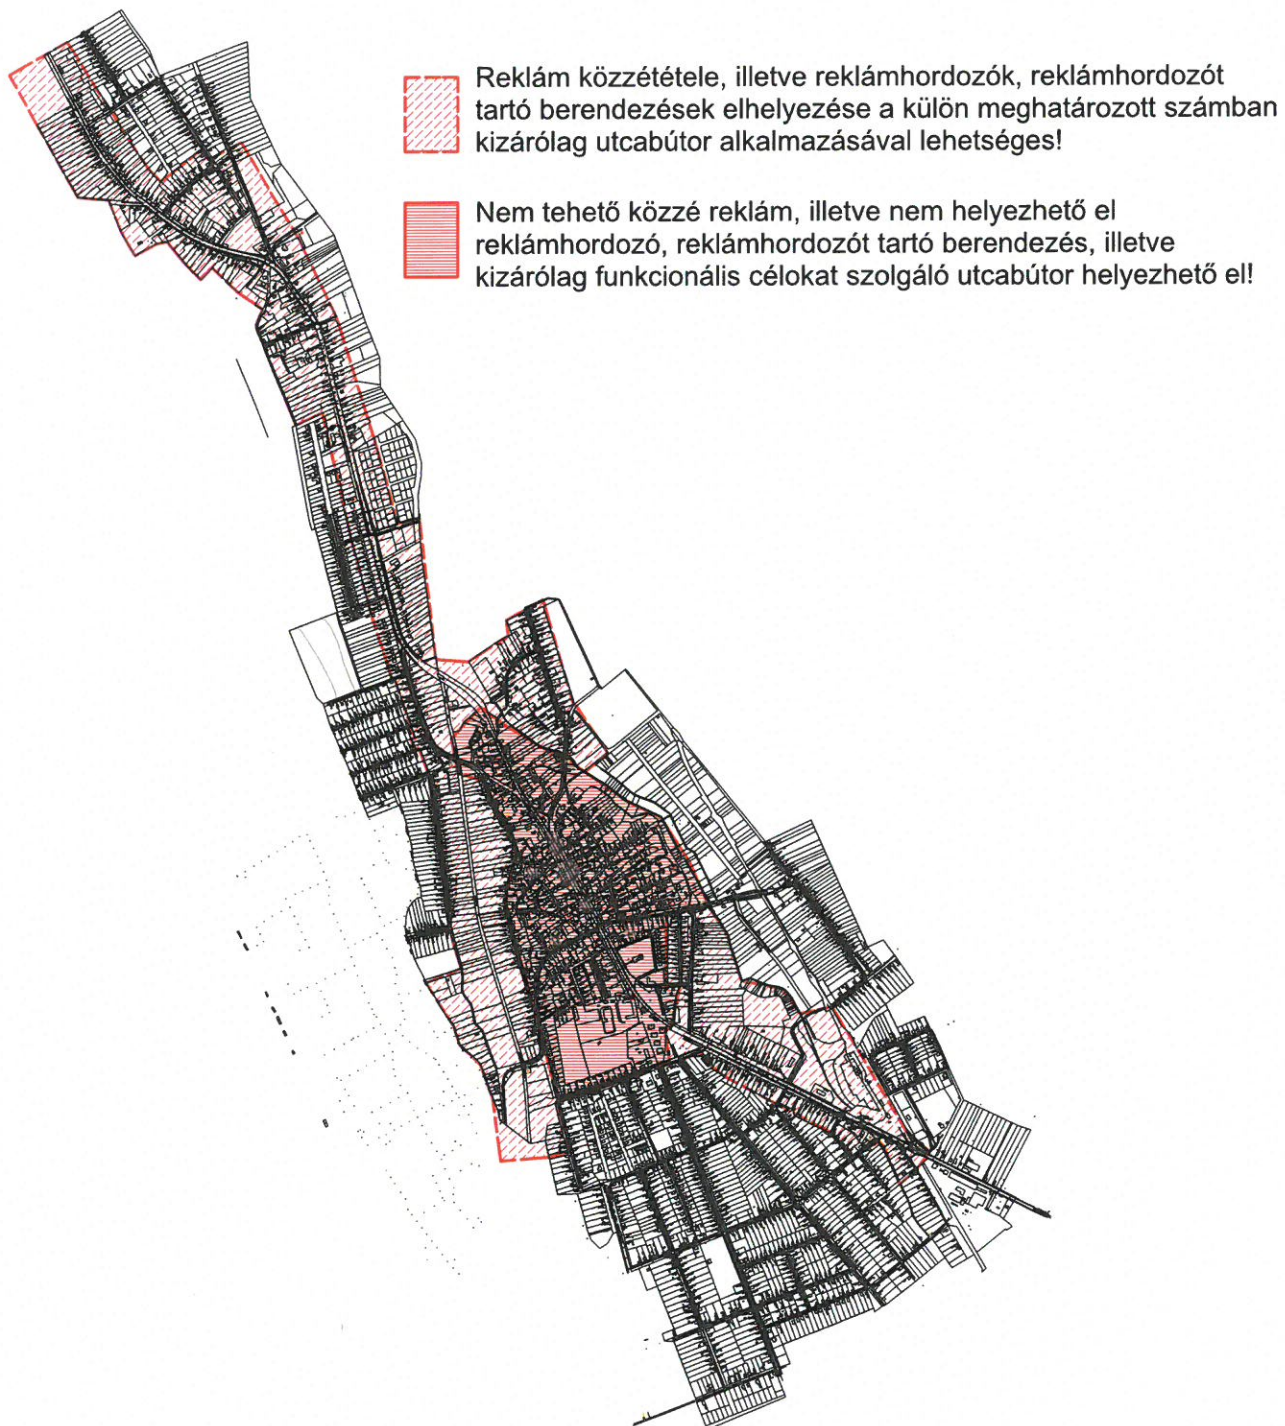 Reklám közzététele, illetve reklámhordozók, reklámhordozót
tartó berendezések elhelyezése a külön meghatározott számban
kizárólag utcabútor alkalmazásával lehetséges!
Nem tehető közzé reklám, illetve nem helyezhető el
reklámhordozó, reklámhordozót tartó berendezés, illetve
kizárólag funkcionális célokat szolgáló utcabútor helyezhető el!